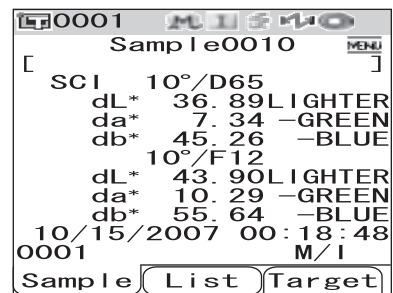 0001
Sample0010 MENU
[ ]
SCI 10°/D65
dL* 36.89LIGHTER
da* 7.34 -GREEN
db* 45.26 -BLUE
10°/F12
dL* 43.90LIGHTER
da* 10.29 -GREEN
db* 55.64 -BLUE
10/15/2007 00:18:48
0001 M/I
Sample List Target